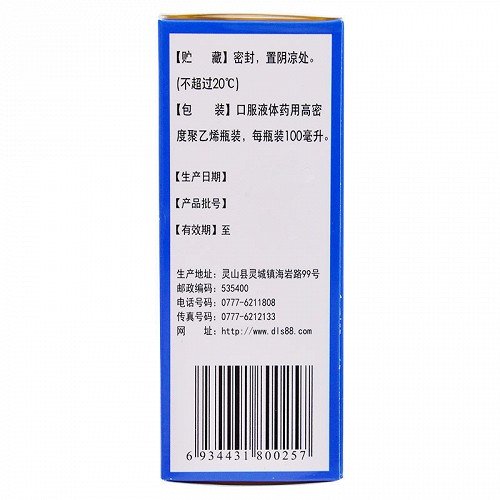 【贮　藏】密封，置阴凉处。
(不超过20℃)
【包　装】口服液体药用高密
度聚乙烯瓶装，每瓶装100毫升。
【生产日期】
【产品批号】
【有效期】至
生产地址：灵山县灵城镇海岩路99号
邮政编码：535400
电话号码：0777-6211808
传真号码：0777-6212133
网　　址：http://www.dls88.com
6 934431 800257